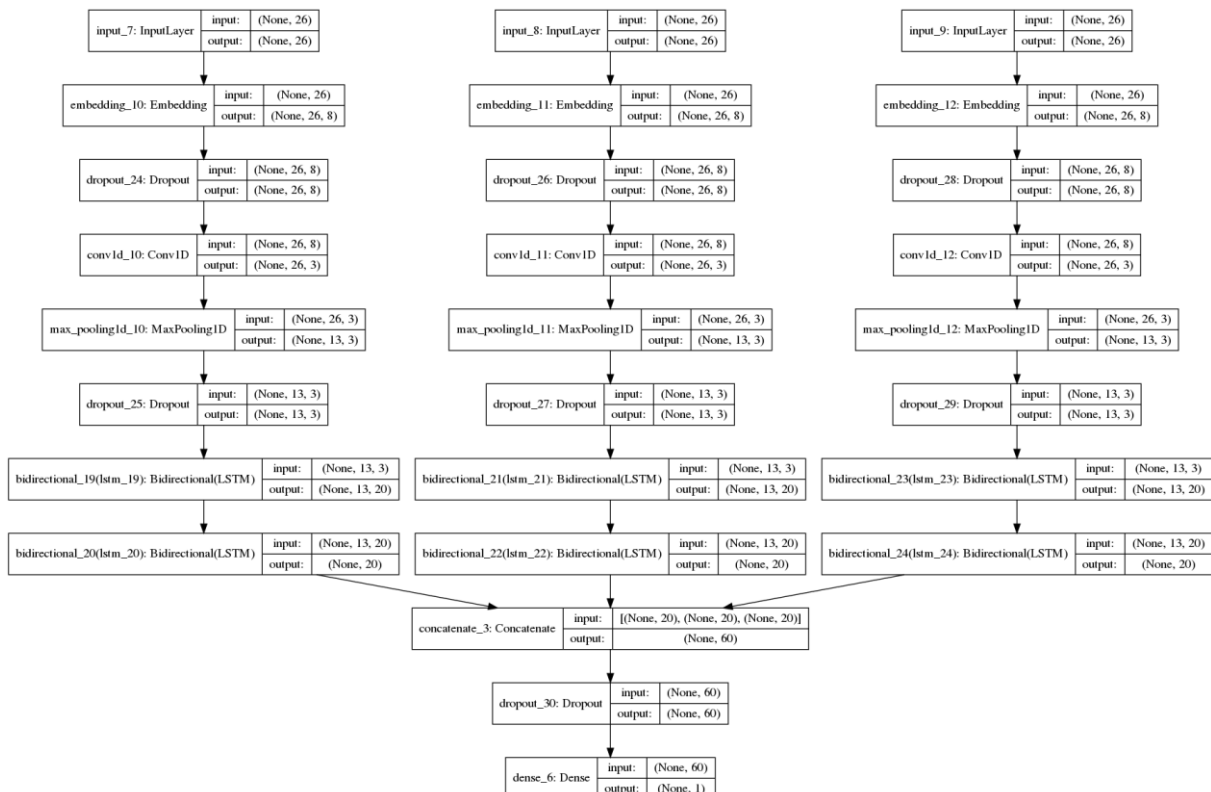 input_7: InputLayer input: (None, 26) output: (None, 26)
input_8: InputLayer input: (None, 26) output: (None, 26)
input_9: InputLayer input: (None, 26) output: (None, 26)
embedding_10: Embedding input: (None, 26) output: (None, 26, 8)
embedding_11: Embedding input: (None, 26) output: (None, 26, 8)
embedding_12: Embedding input: (None, 26) output: (None, 26, 8)
dropout_24: Dropout input: (None, 26, 8) output: (None, 26, 8)
dropout_26: Dropout input: (None, 26, 8) output: (None, 26, 8)
dropout_28: Dropout input: (None, 26, 8) output: (None, 26, 8)
conv1d_10: Conv1D input: (None, 26, 8) output: (None, 26, 3)
conv1d_11: Conv1D input: (None, 26, 8) output: (None, 26, 3)
conv1d_12: Conv1D input: (None, 26, 8) output: (None, 26, 3)
max_pooling1d_10: MaxPooling1D input: (None, 26, 3) output: (None, 13, 3)
max_pooling1d_11: MaxPooling1D input: (None, 26, 3) output: (None, 13, 3)
max_pooling1d_12: MaxPooling1D input: (None, 26, 3) output: (None, 13, 3)
dropout_25: Dropout input: (None, 13, 3) output: (None, 13, 3)
dropout_27: Dropout input: (None, 13, 3) output: (None, 13, 3)
dropout_29: Dropout input: (None, 13, 3) output: (None, 13, 3)
bidirectional_19(lstm_19): Bidirectional(LSTM) input: (None, 13, 3) output: (None, 13, 20)
bidirectional_21(lstm_21): Bidirectional(LSTM) input: (None, 13, 3) output: (None, 13, 20)
bidirectional_23(lstm_23): Bidirectional(LSTM) input: (None, 13, 3) output: (None, 13, 20)
bidirectional_20(lstm_20): Bidirectional(LSTM) input: (None, 13, 20) output: (None, 20)
bidirectional_22(lstm_22): Bidirectional(LSTM) input: (None, 13, 20) output: (None, 20)
bidirectional_24(lstm_24): Bidirectional(LSTM) input: (None, 13, 20) output: (None, 20)
concatenate_3: Concatenate input: [(None, 20), (None, 20), (None, 20)] output: (None, 60)
dropout_30: Dropout input: (None, 60) output: (None, 60)
dense_6: Dense input: (None, 60) output: (None, 1)